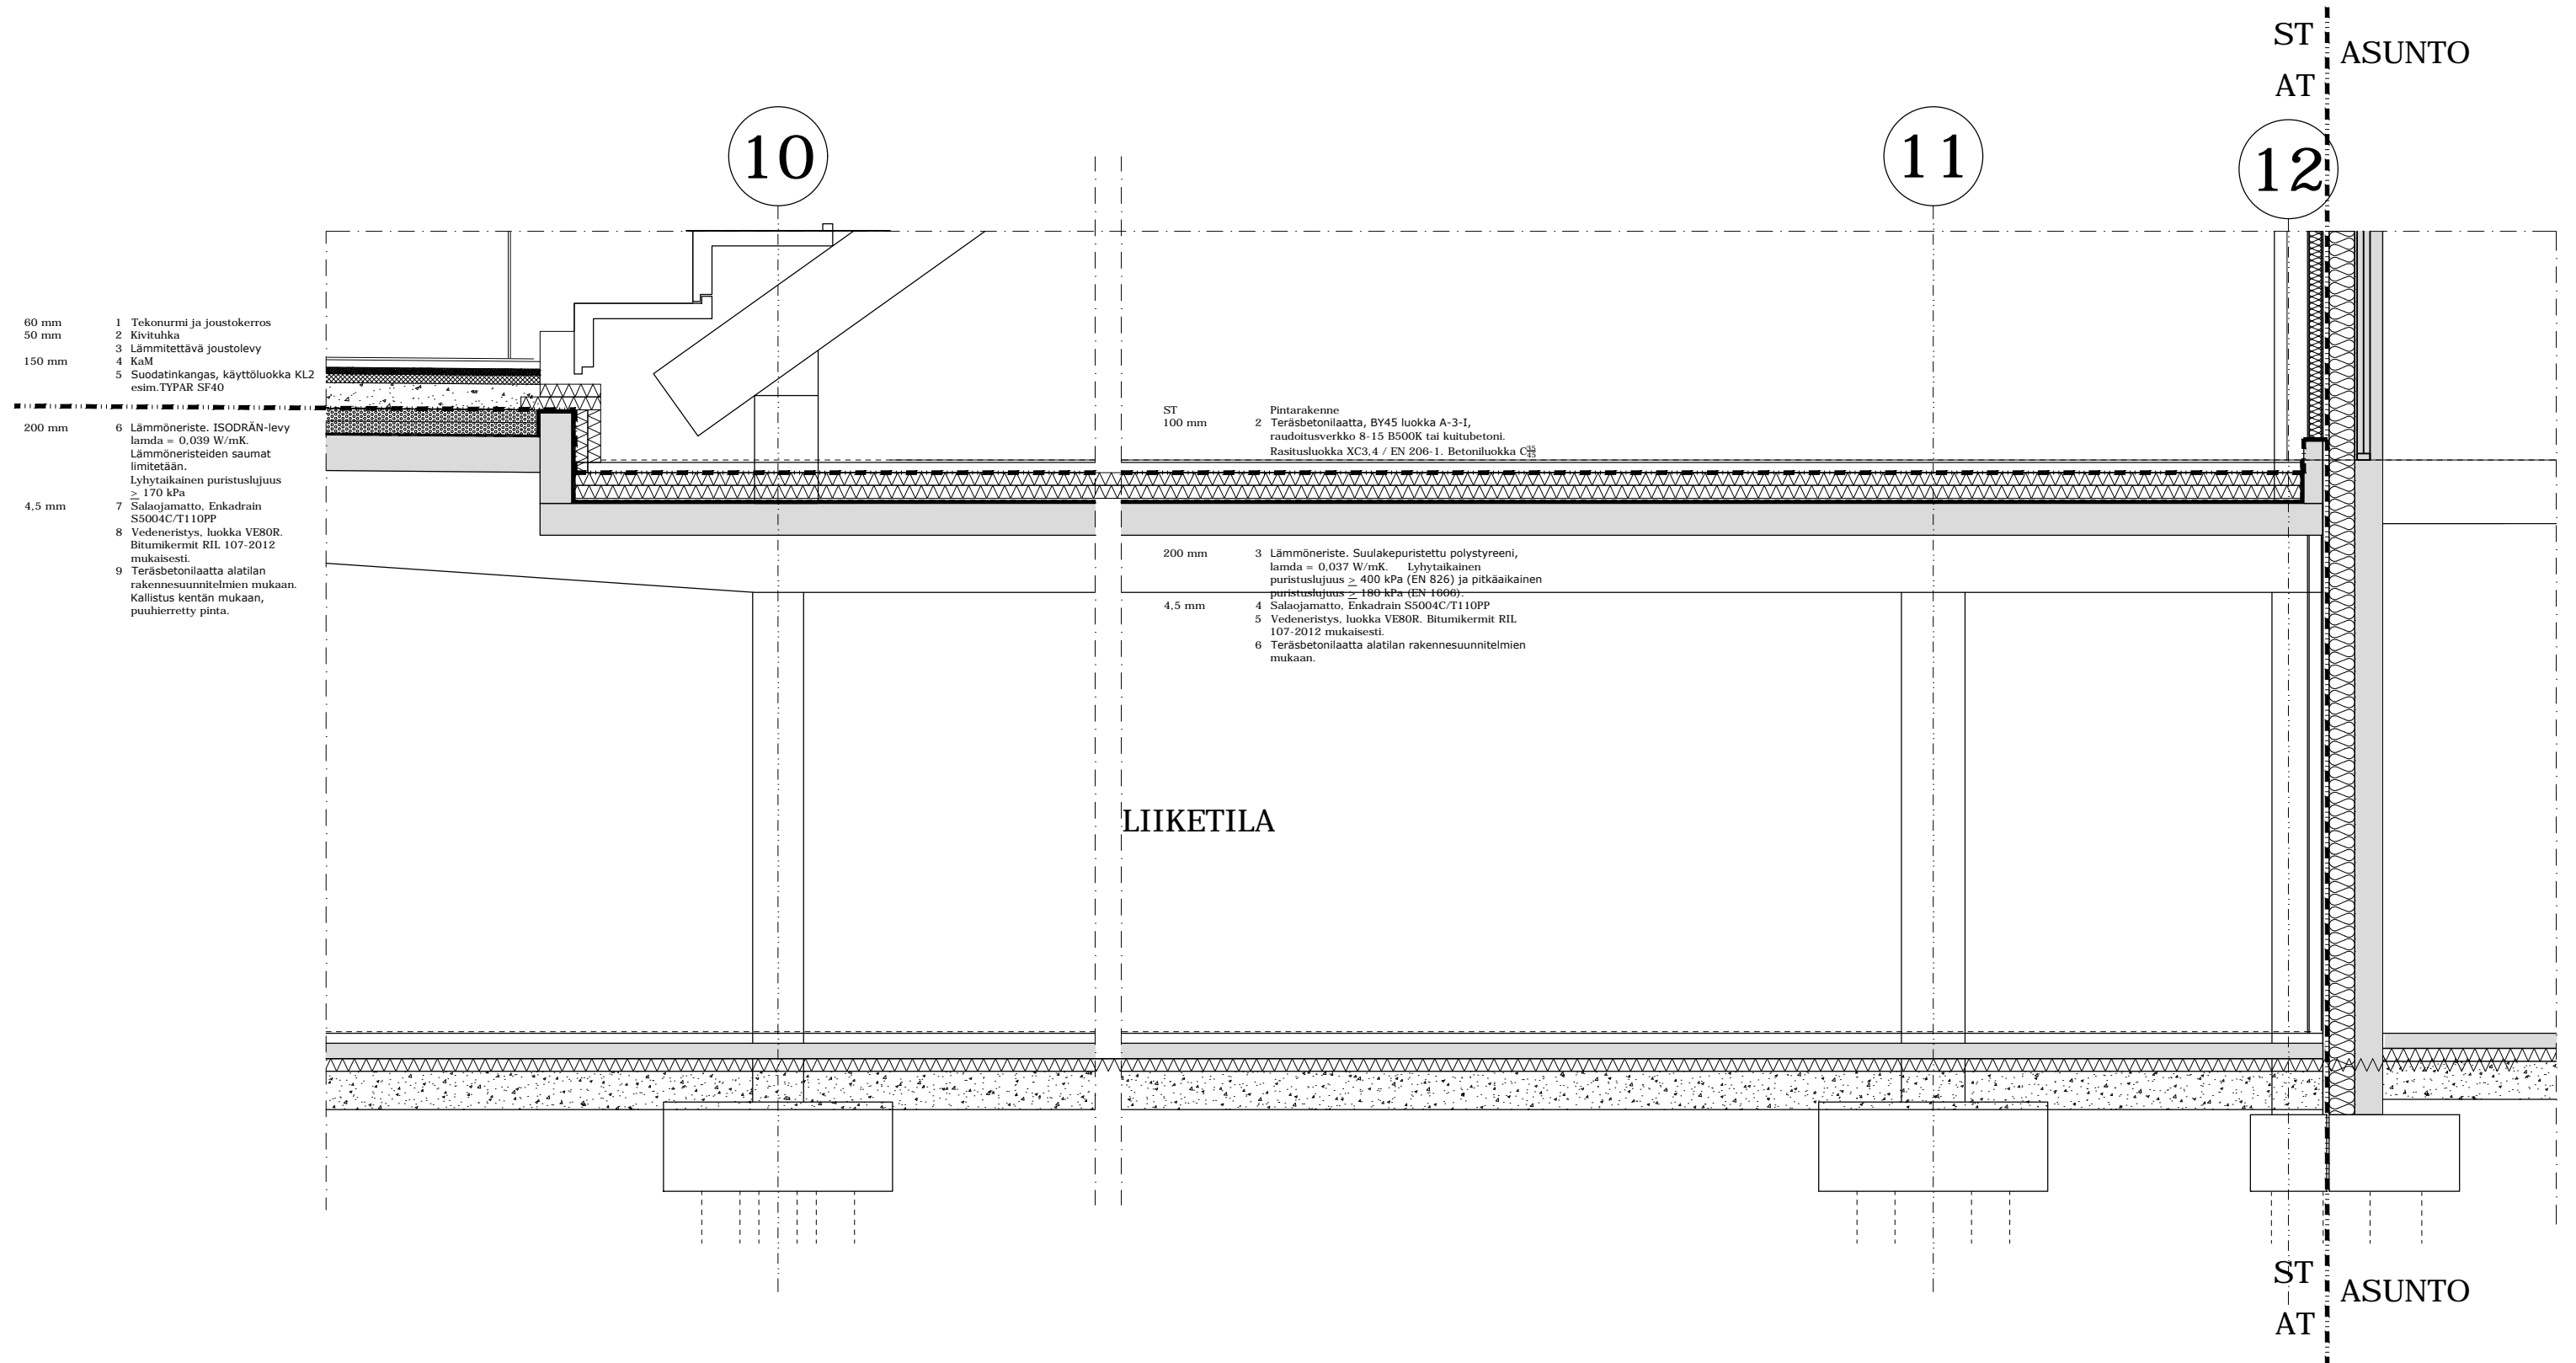 ST
ASUNTO
AT
10
11
12
60 mm 1 Tekonurmi ja joustokerros
50 mm 2 Kivituhka
3 Lämmitettävä joustolevy
150 mm 4 KaM
5 Suodatinkangas, käyttöluokka KL2
esim.TYPAR SF40
200 mm 6 Lämmöneriste. ISODRÄN-levy
lamda = 0,039 W/mK.
Lämmöneristeiden saumat
limitetään.
Lyhytaikainen puristuslujuus
≥ 170 kPa
4,5 mm 7 Salaojamatto, Enkadrain
S5004C/T110PP
8 Vedeneristys, luokka VE80R.
Bitumikermit RIL 107-2012
mukaisesti.
9 Teräsbetonilaatta alatilan
rakennesuunnitelmien mukaan.
Kallistus kentän mukaan,
puuhierretty pinta.
ST Pintarakenne
100 mm 2 Teräsbetonilaatta, BY45 luokka A-3-I,
raudoitusverkko 8-15 B500K tai kuitubetoni.
Rasitusluokka XC3,4 / EN 206-1. Betoniluokka C35/45
200 mm 3 Lämmöneriste. Suulakepuristettu polystyreeni,
lamda = 0,037 W/mK. Lyhytaikainen
puristuslujuus ≥ 400 kPa (EN 826) ja pitkäaikainen
puristuslujuus ≥ 180 kPa (EN 1606).
4,5 mm 4 Salaojamatto, Enkadrain S5004C/T110PP
5 Vedeneristys, luokka VE80R. Bitumikermit RIL
107-2012 mukaisesti.
6 Teräsbetonilaatta alatilan rakennesuunnitelmien
mukaan.
LIIKETILA
ST
ASUNTO
AT